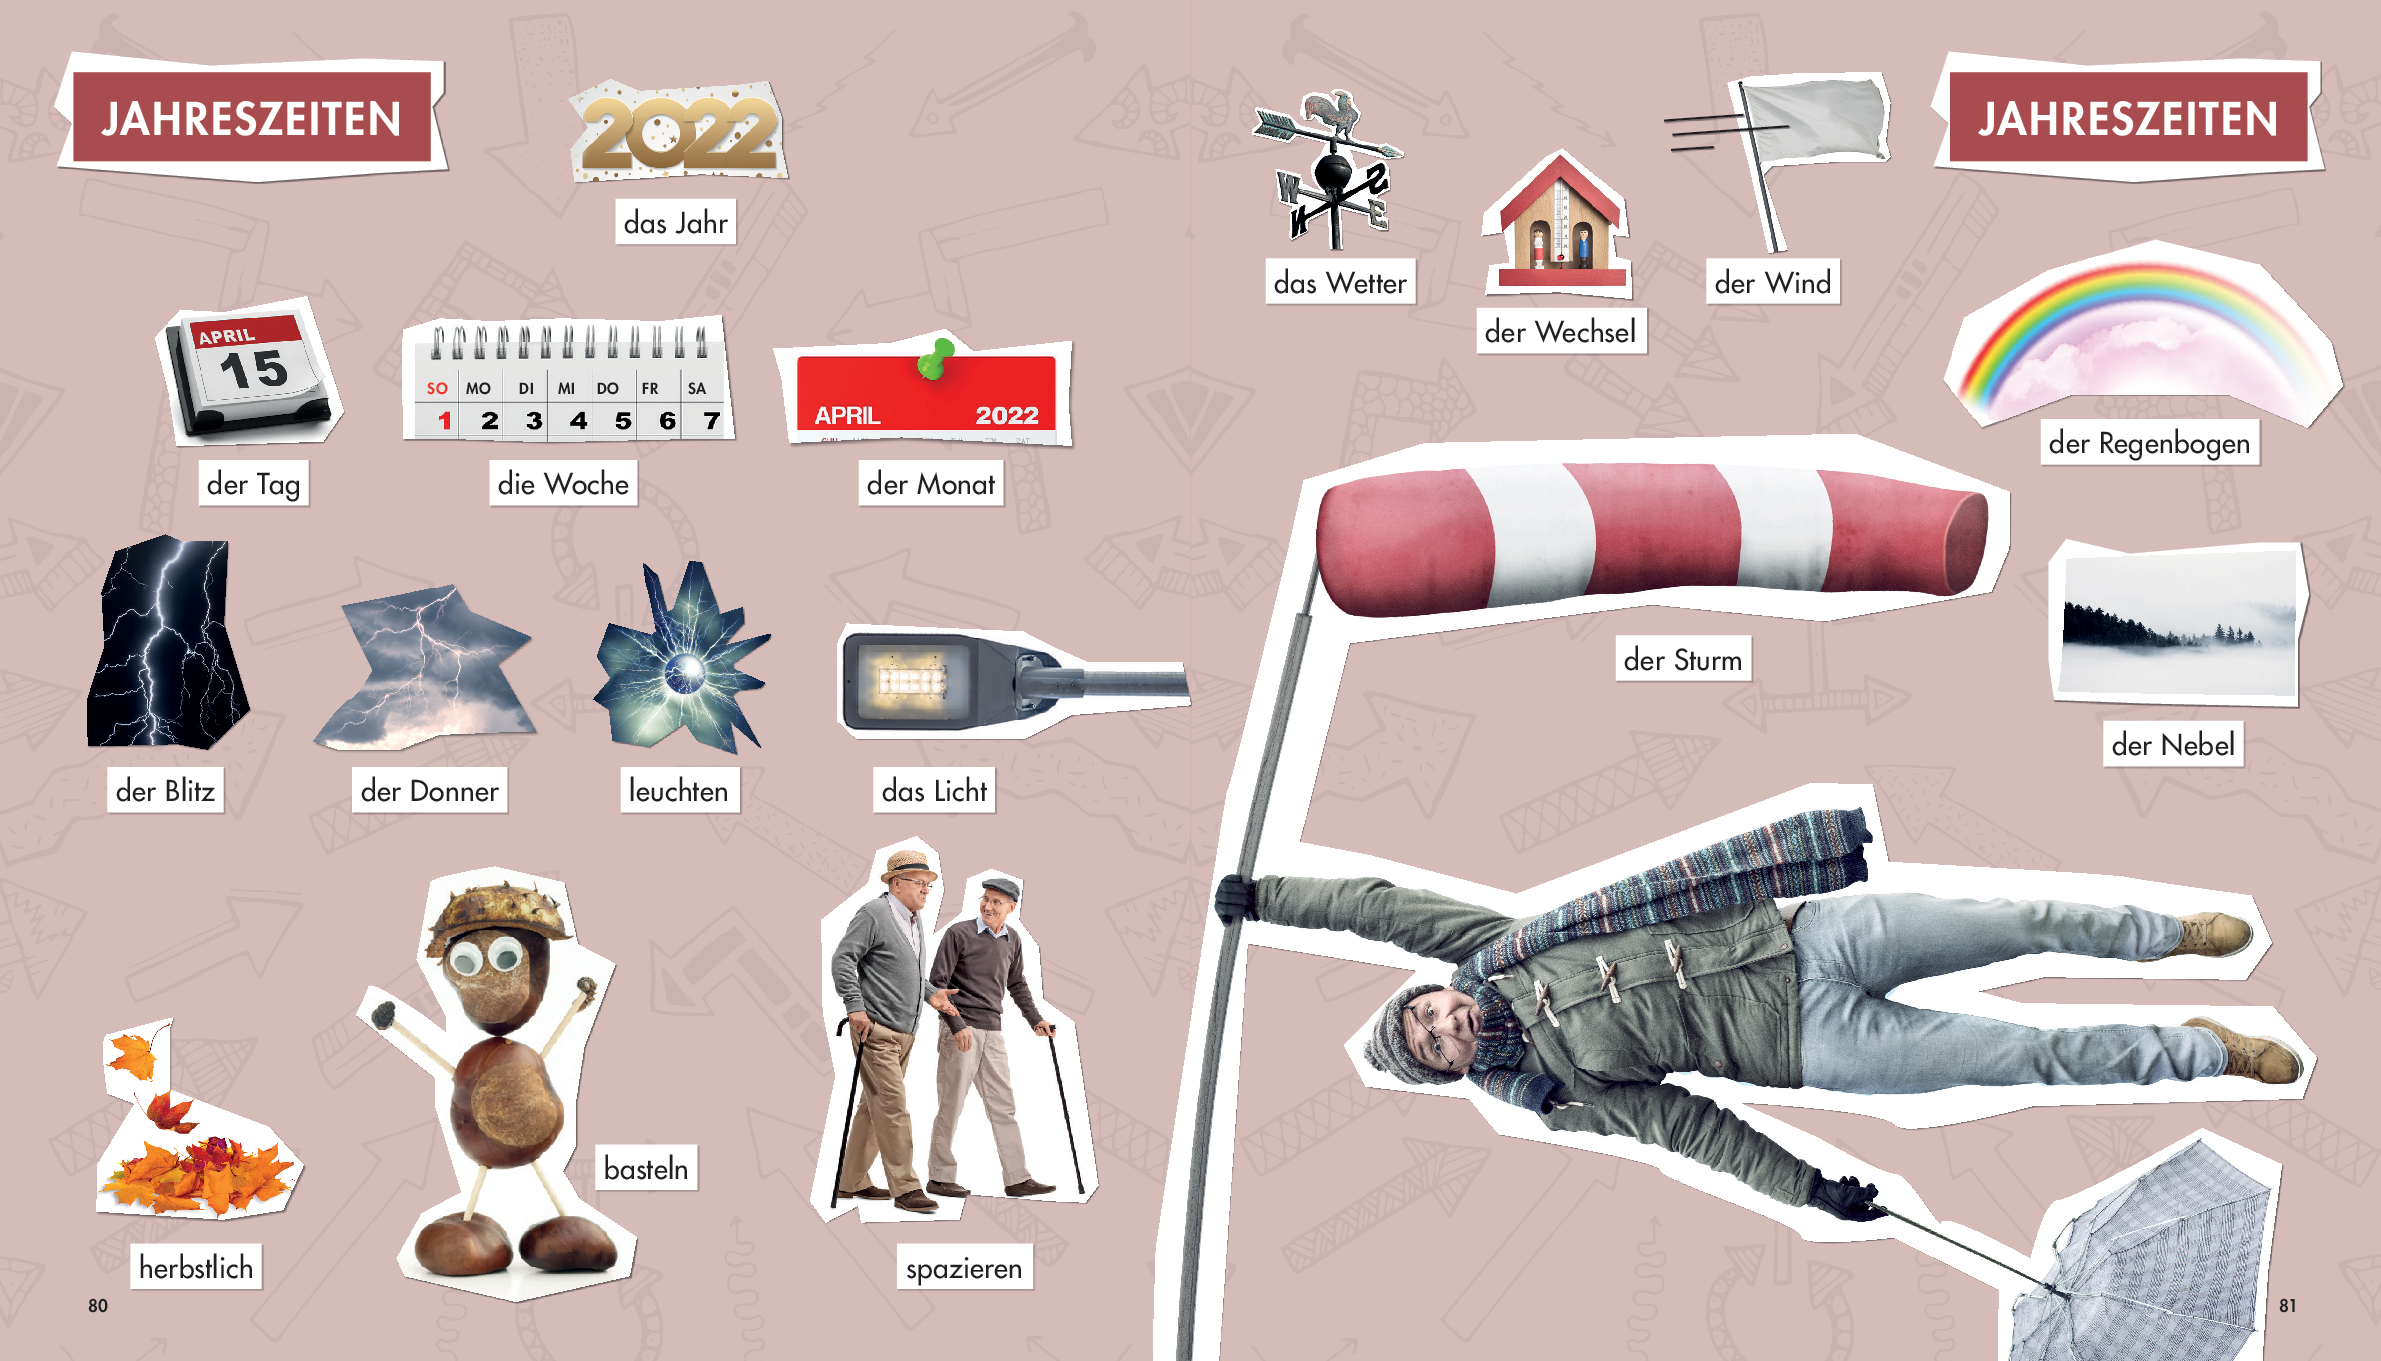 JAHRESZEITEN
2022
das Jahr
APRIL
15
der Tag
SO MO DI MI DO FR SA
1 2 3 4 5 6 7
die Woche
APRIL 2022
der Monat
der Blitz
der Donner
leuchten
das Licht
herbstlich
basteln
spazieren
80
W S
N E
das Wetter
der Wechsel
der Wind
JAHRESZEITEN
der Regenbogen
der Sturm
der Nebel
81